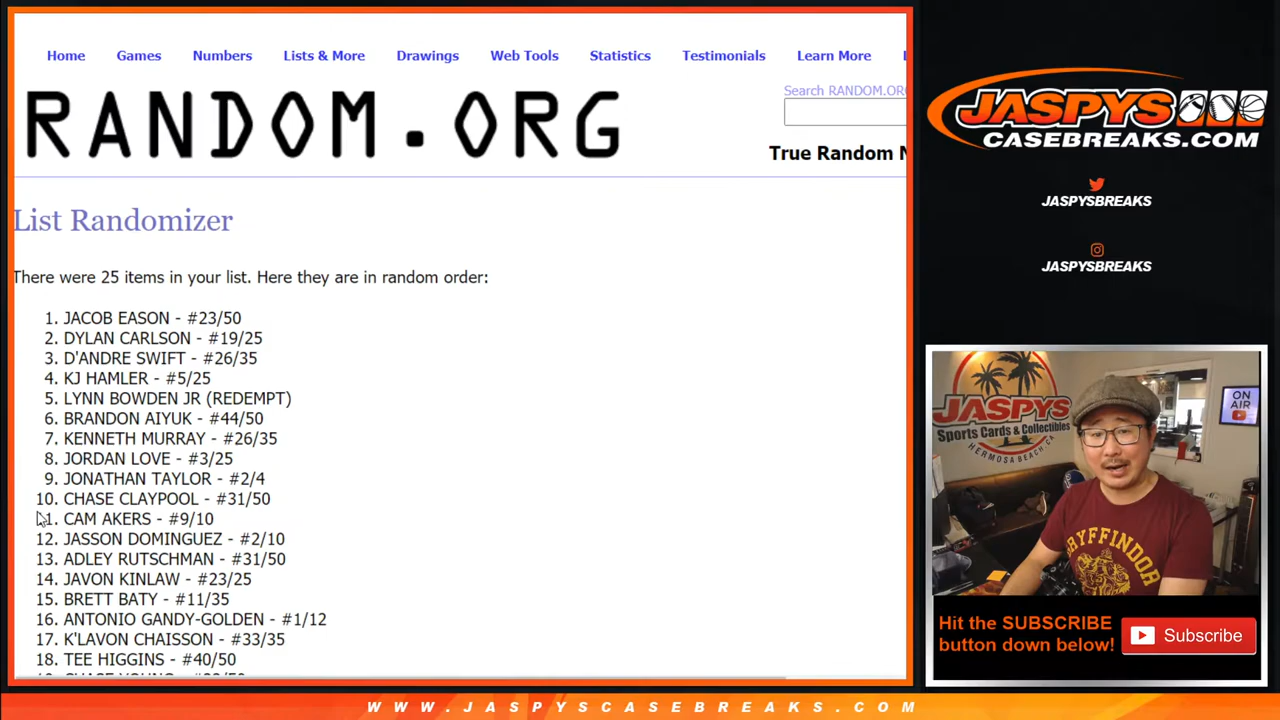 Home Games Numbers Lists & More Drawings Web Tools Statistics Testimonials Learn More
Search RANDOM.ORG
RANDOM.ORG
True Random
List Randomizer
There were 25 items in your list. Here they are in random order:
1. JACOB EASON - #23/50
2. DYLAN CARLSON - #19/25
3. D'ANDRE SWIFT - #26/35
4. KJ HAMLER - #5/25
5. LYNN BOWDEN JR (REDEMPT)
6. BRANDON AIYUK - #44/50
7. KENNETH MURRAY - #26/35
8. JORDAN LOVE - #3/25
9. JONATHAN TAYLOR - #2/4
10. CHASE CLAYPOOL - #31/50
11. CAM AKERS - #9/10
12. JASSON DOMINGUEZ - #2/10
13. ADLEY RUTSCHMAN - #31/50
14. JAVON KINLAW - #23/25
15. BRETT BATY - #11/35
16. ANTONIO GANDY-GOLDEN - #1/12
17. K'LAVON CHAISSON - #33/35
18. TEE HIGGINS - #40/50
JASPYS
CASEBREAKS.COM
JASPYSBREAKS
JASPYSBREAKS
JASPYS
Sports Cards & Collectibles
HERMOSA BEACH CA
ON AIR
GRYFFINDOR
Hit the SUBSCRIBE
button down below!
Subscribe
WWW.JASPYSCASEBREAKS.COM